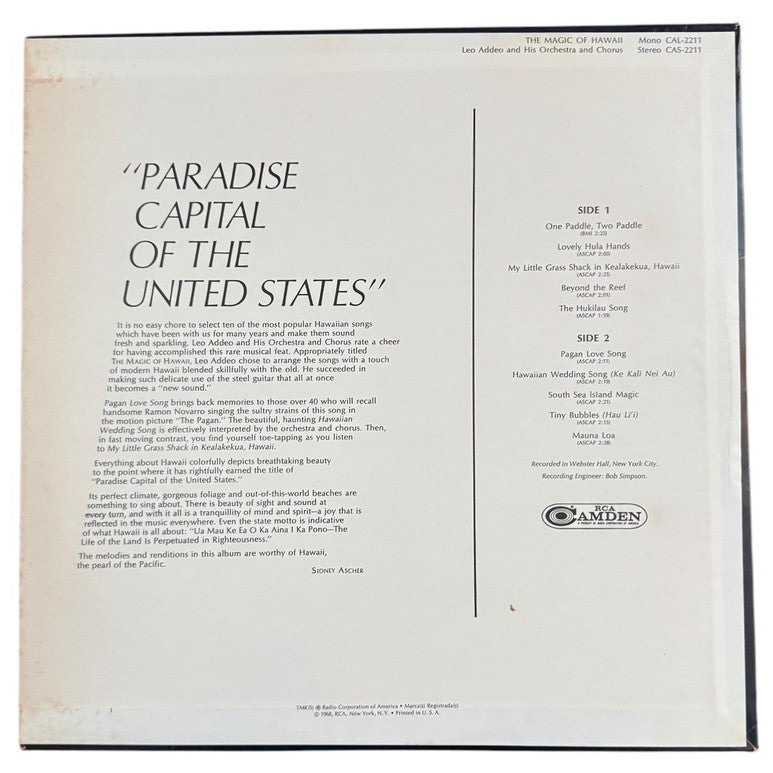 THE MAGIC OF HAWAII Mono CAL-2211
Leo Addeo and His Orchestra and Chorus Stereo CAS-2211
"PARADISE
CAPITAL
OF THE
UNITED STATES"
It is no easy chore to select ten of the most popular Hawaiian songs
which have been with us for many years and make them sound
fresh and sparkling. Leo Addeo and His Orchestra and Chorus rate a cheer
for having accomplished this rare musical feat. Appropriately titled
THE MAGIC OF HAWAII, Leo Addeo chose to arrange the songs with a touch
of modern Hawaii blended skillfully with the old. He succeeded in
making such delicate use of the steel guitar that all at once
it becomes a "new sound."
Pagan Love Song brings back memories to those over 40 who will recall
handsome Ramon Novarro singing the sultry strains of this song in
the motion picture "The Pagan." The beautiful, haunting Hawaiian
Wedding Song is effectively interpreted by the orchestra and chorus. Then,
in fast moving contrast, you find yourself toe-tapping as you listen
to My Little Grass Shack in Kealakekua, Hawaii.
Everything about Hawaii colorfully depicts breathtaking beauty
to the point where it has rightfully earned the title of
"Paradise Capital of the United States."
Its perfect climate, gorgeous foliage and out-of-this-world beaches are
something to sing about. There is beauty of sight and sound at
every turn, and with it all is a tranquillity of mind and spirit—a joy that is
reflected in the music everywhere. Even the state motto is indicative
of what Hawaii is all about: "Ua Mau Ke Ea O Ka Aina I Ka Pono—The
Life of the Land Is Perpetuated in Righteousness."
The melodies and renditions in this album are worthy of Hawaii,
the pearl of the Pacific.
SIDNEY ASCHER
SIDE 1
One Paddle, Two Paddle
(BMI 2:23)
Lovely Hula Hands
(ASCAP 2:03)
My Little Grass Shack in Kealakekua, Hawaii
(ASCAP 2:25)
Beyond the Reef
(ASCAP 2:01)
The Hukilau Song
(ASCAP 1:59)
SIDE 2
Pagan Love Song
(ASCAP 2:11)
Hawaiian Wedding Song (Ke Kali Nei Au)
(ASCAP 2:19)
South Sea Island Magic
(ASCAP 2:21)
Tiny Bubbles (Hau Li'i)
(ASCAP 2:15)
Mauna Loa
(ASCAP 2:38)
Recorded in Webster Hall, New York City.
Recording Engineer: Bob Simpson.
RCA
CAMDEN
A PRODUCT OF RADIO CORPORATION OF AMERICA
TMK(S) ® Radio Corporation of America • Marca(s) Registrada(s)
© 1968, RCA, New York, N.Y. • Printed in U.S.A.